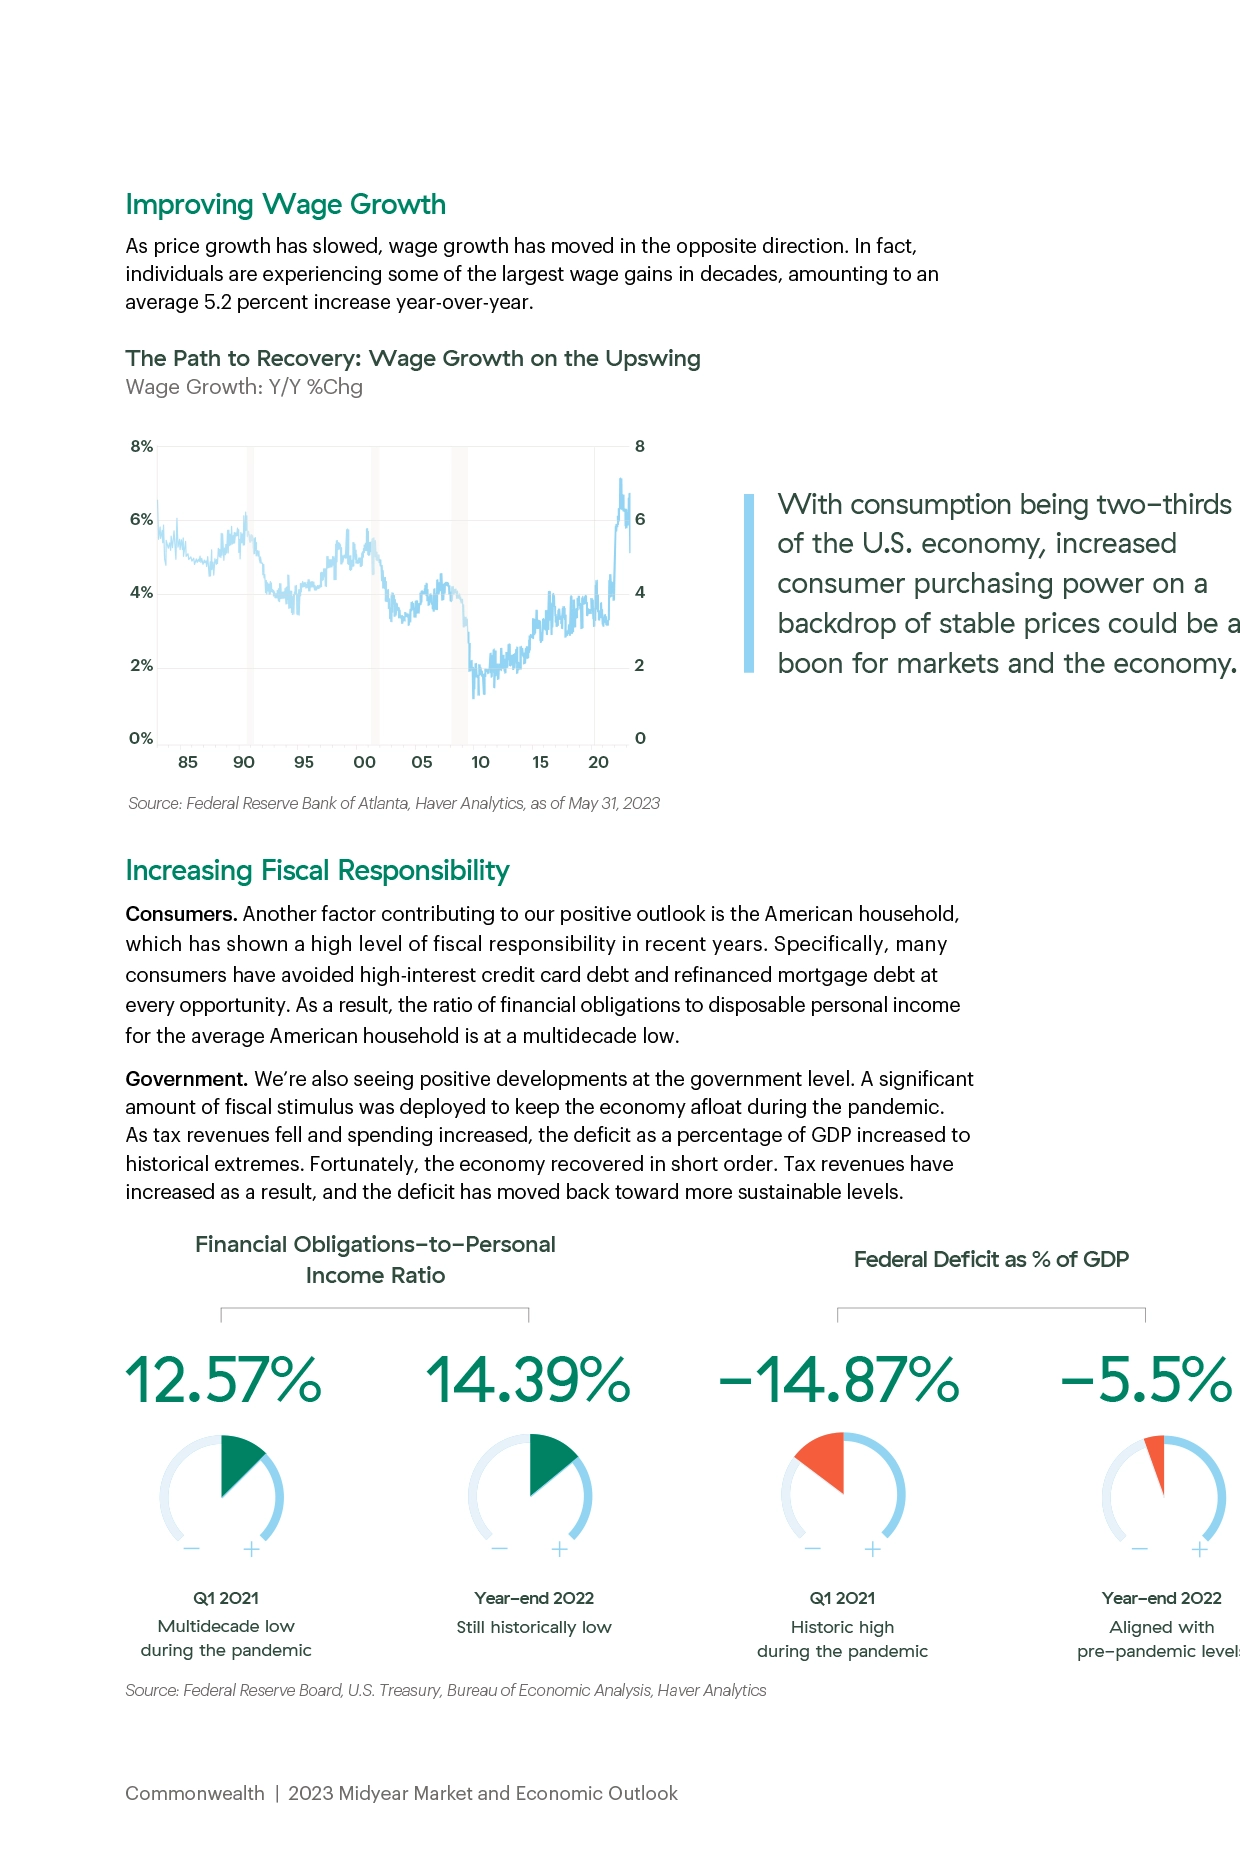 Improving Wage Growth
As price growth has slowed, wage growth has moved in the opposite direction. In fact,
individuals are experiencing some of the largest wage gains in decades, amounting to an
average 5.2 percent increase year-over-year.
The Path to Recovery: Wage Growth on the Upswing
Wage Growth: Y/Y %Chg
8% 8
6% 6
4% 4
2% 2
0% 0
85 90 95 00 05 10 15 20
Source: Federal Reserve Bank of Atlanta, Haver Analytics, as of May 31, 2023
With consumption being two–thirds
of the U.S. economy, increased
consumer purchasing power on a
backdrop of stable prices could be a
boon for markets and the economy.
Increasing Fiscal Responsibility
Consumers. Another factor contributing to our positive outlook is the American household,
which has shown a high level of fiscal responsibility in recent years. Specifically, many
consumers have avoided high-interest credit card debt and refinanced mortgage debt at
every opportunity. As a result, the ratio of financial obligations to disposable personal income
for the average American household is at a multidecade low.
Government. We’re also seeing positive developments at the government level. A significant
amount of fiscal stimulus was deployed to keep the economy afloat during the pandemic.
As tax revenues fell and spending increased, the deficit as a percentage of GDP increased to
historical extremes. Fortunately, the economy recovered in short order. Tax revenues have
increased as a result, and the deficit has moved back toward more sustainable levels.
Financial Obligations–to–Personal
Income Ratio
Federal Deficit as % of GDP
12.57% 14.39% –14.87% –5.5%
– + – + – + – +
Q1 2021 Year–end 2022 Q1 2021 Year–end 2022
Multidecade low Still historically low Historic high Aligned with
during the pandemic during the pandemic pre–pandemic levels
Source: Federal Reserve Board, U.S. Treasury, Bureau of Economic Analysis, Haver Analytics
Commonwealth | 2023 Midyear Market and Economic Outlook